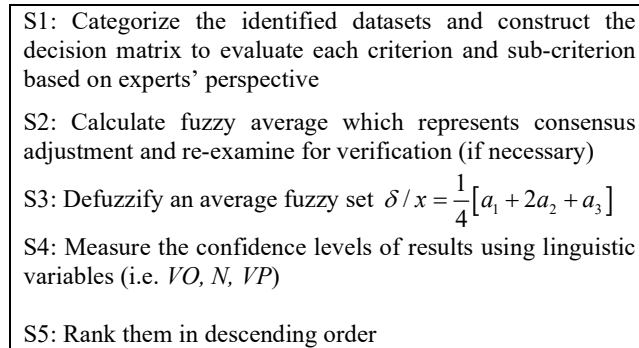 S1: Categorize the identified datasets and construct the
decision matrix to evaluate each criterion and sub-criterion
based on experts’ perspective
S2: Calculate fuzzy average which represents consensus
adjustment and re-examine for verification (if necessary)
S3: Defuzzify an average fuzzy set δ / x = 1/4 [a₁ + 2a₂ + a₃]
S4: Measure the confidence levels of results using linguistic
variables (i.e. VO, N, VP)
S5: Rank them in descending order